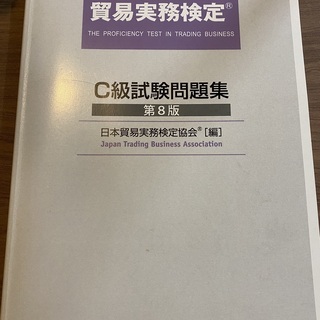 貿易実務検定®
THE PROFICIENCY TEST IN TRADING BUSINESS
C級試験問題集
第8版
日本貿易実務検定協会®[編]
Japan Trading Business Association